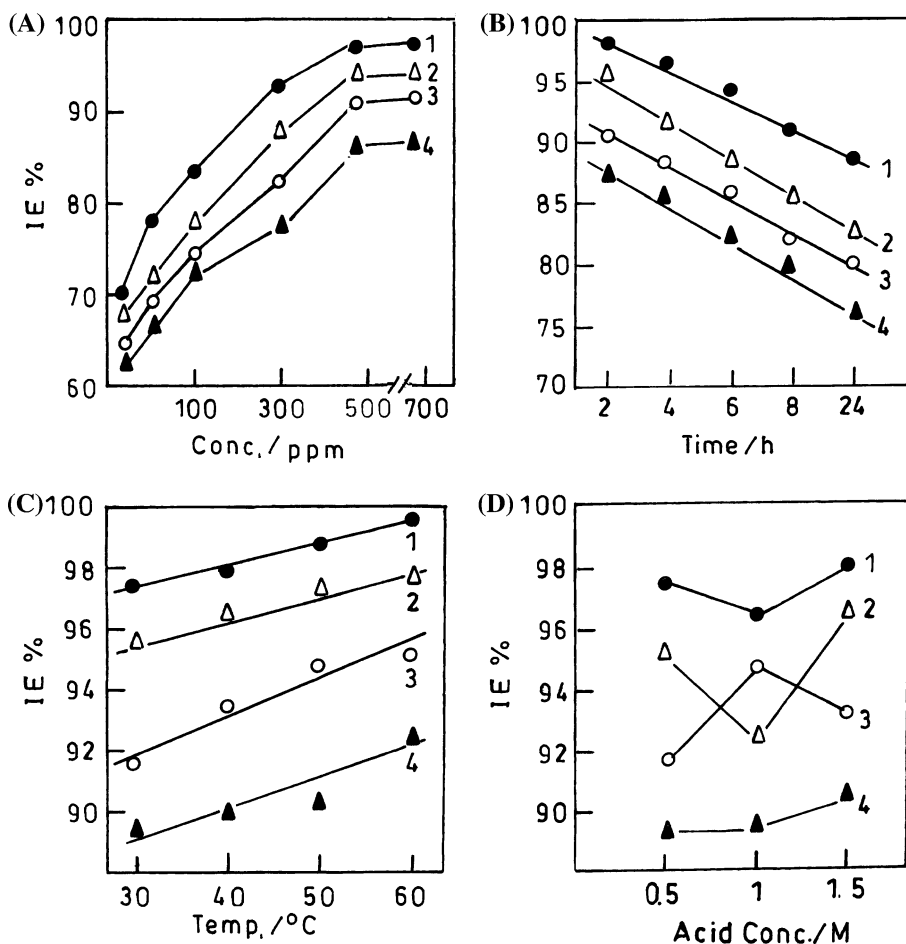 (A)
100
90
80
70
60
IE %
1
2
3
4
100 300 500 700
Conc. / ppm
(B)
95
90
85
80
75
70
1
2
3
4
2 4 6 8 24
Time /h
(C) 100
98
96
94
92
90
IE %
1
2
3
4
30 40 50 60
Temp. /°C
(D) 100
98
96
94
92
90
IE %
1
2
3
4
0.5 1 1.5
Acid Conc./M